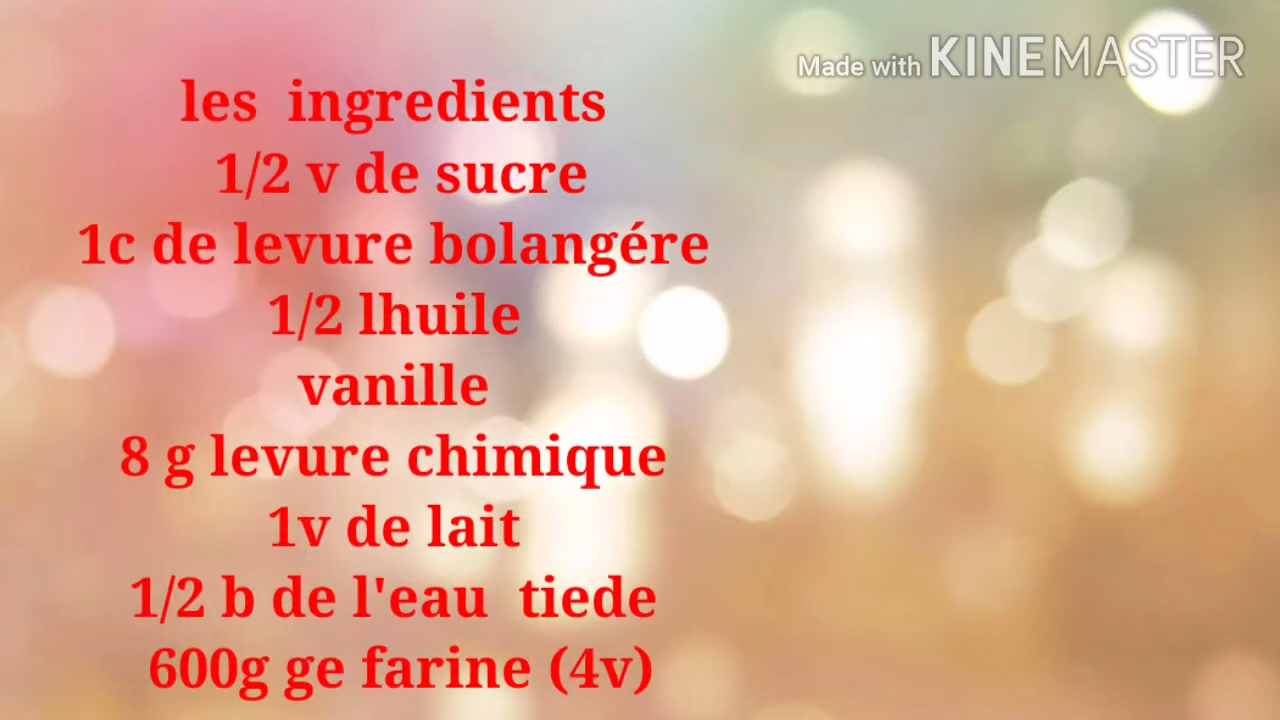 Made with KINEMASTER
les ingredients
1/2 v de sucre
1c de levure bolangére
1/2 lhuile
vanille
8 g levure chimique
1v de lait
1/2 b de l'eau tiede
600g ge farine (4v)